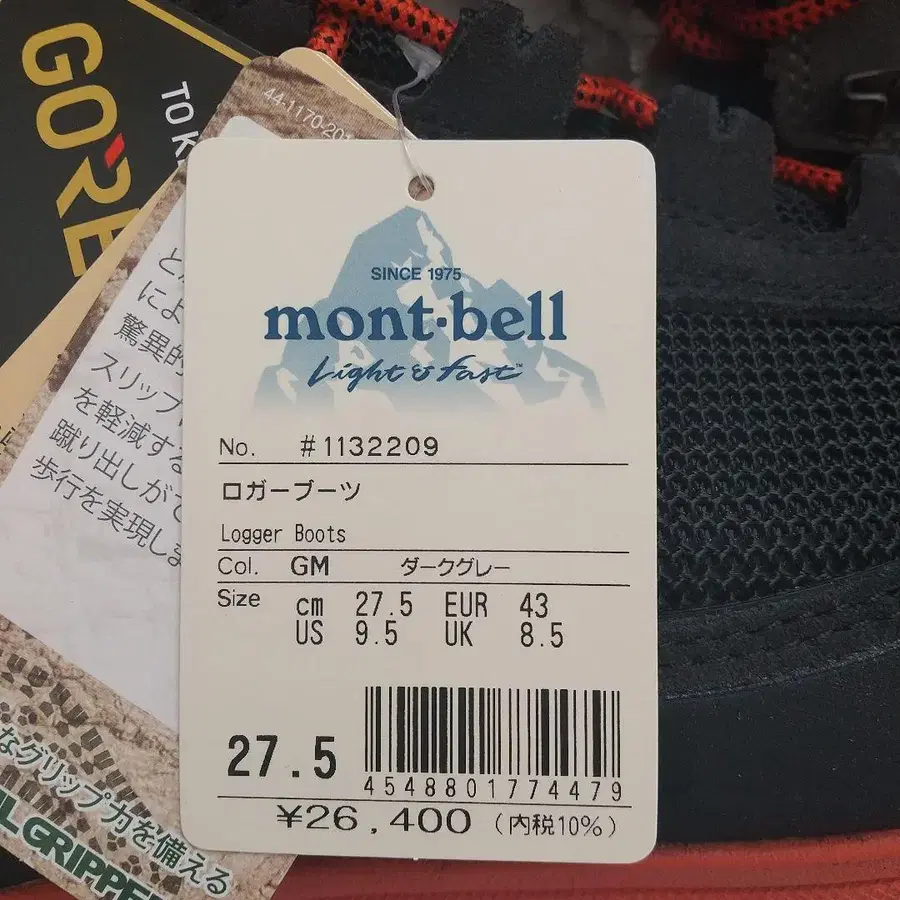 GORE
TO K
44-1170-201
SINCE 1975
mont-bell
Light & Fast™
No. #1132209
ロガーブーツ
Logger Boots
Col. GM ダークグレー
Size cm 27.5 EUR 43
US 9.5 UK 8.5
27.5
4548801774479
¥26,400 (内税10%)
によ
驚異的
スリップ
を軽減する
蹴り出しが
歩行を実現しま
なグリップ力を備える
L GRIPPE